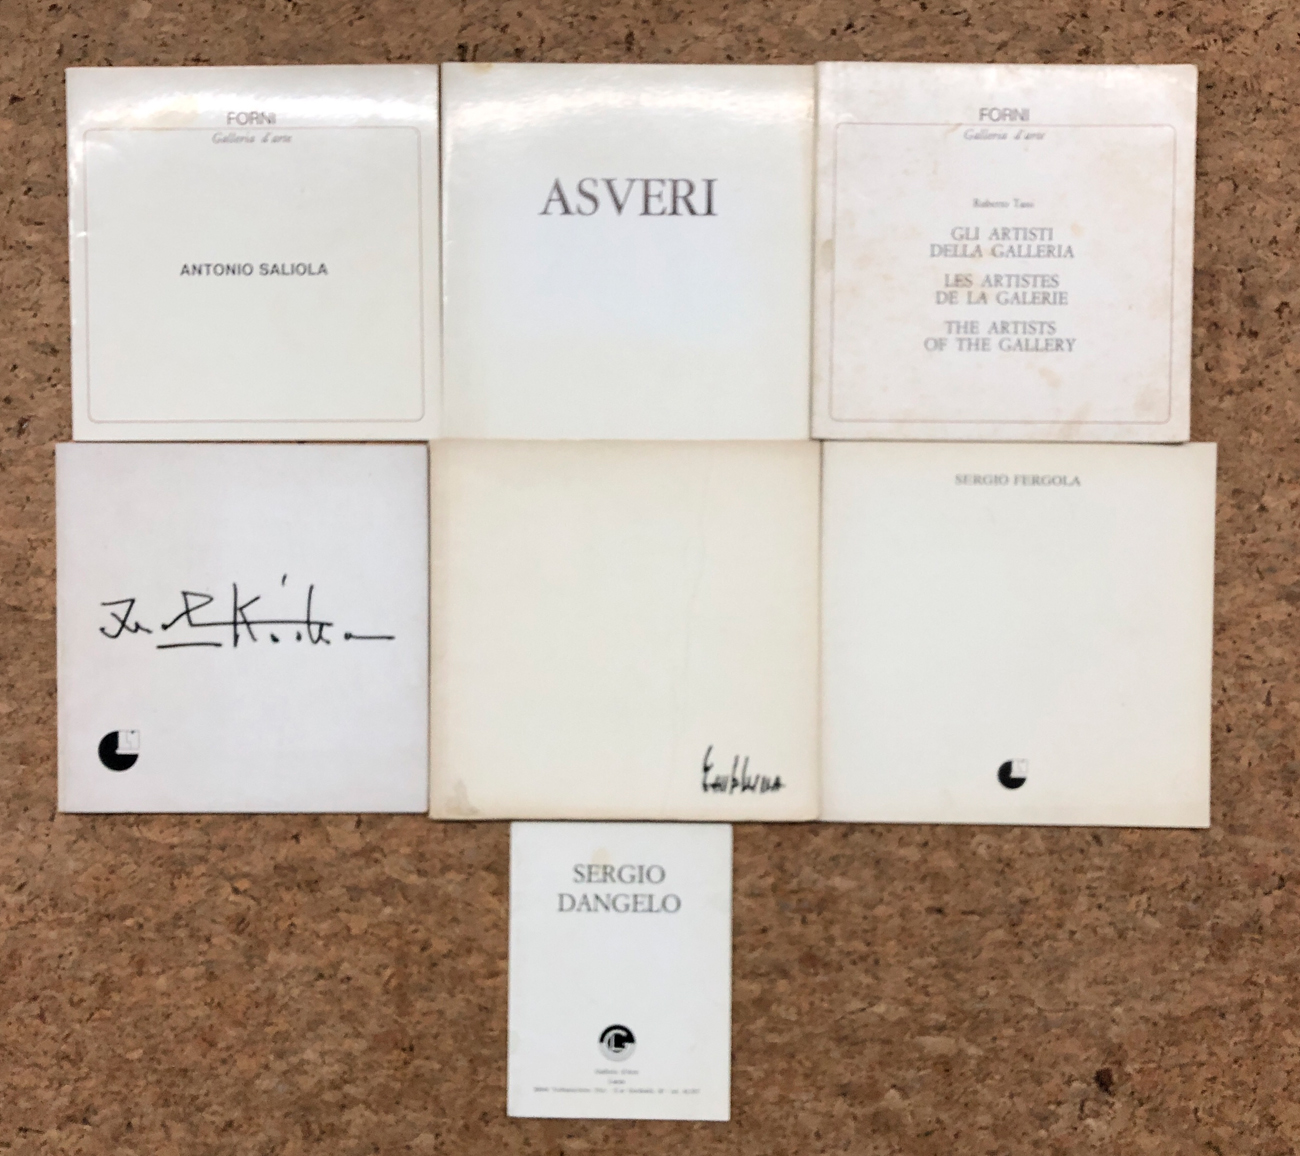 FORNI
Galleria d'arte
ANTONIO SALIOLA
ASVERI
FORNI
Galleria d'arte
Roberto Tassi
GLI ARTISTI
DELLA GALLERIA
LES ARTISTES
DE LA GALERIE
THE ARTISTS
OF THE GALLERY
SERGIO FERGOLA
SERGIO
DANGELO